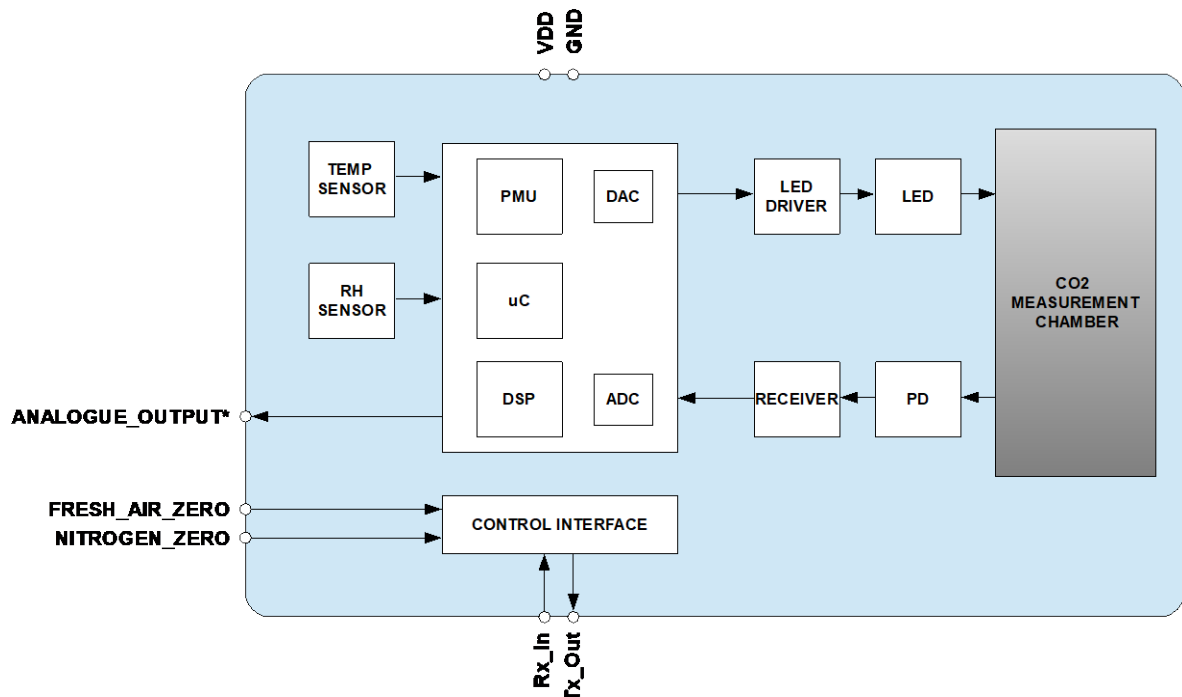 VDD
GND
TEMP
SENSOR
PMU
DAC
LED
DRIVER
LED
RH
SENSOR
uC
CO2
MEASUREMENT
CHAMBER
DSP
ADC
RECEIVER
PD
ANALOGUE_OUTPUT*
FRESH_AIR_ZERO
NITROGEN_ZERO
CONTROL INTERFACE
Rx_In
Tx_Out